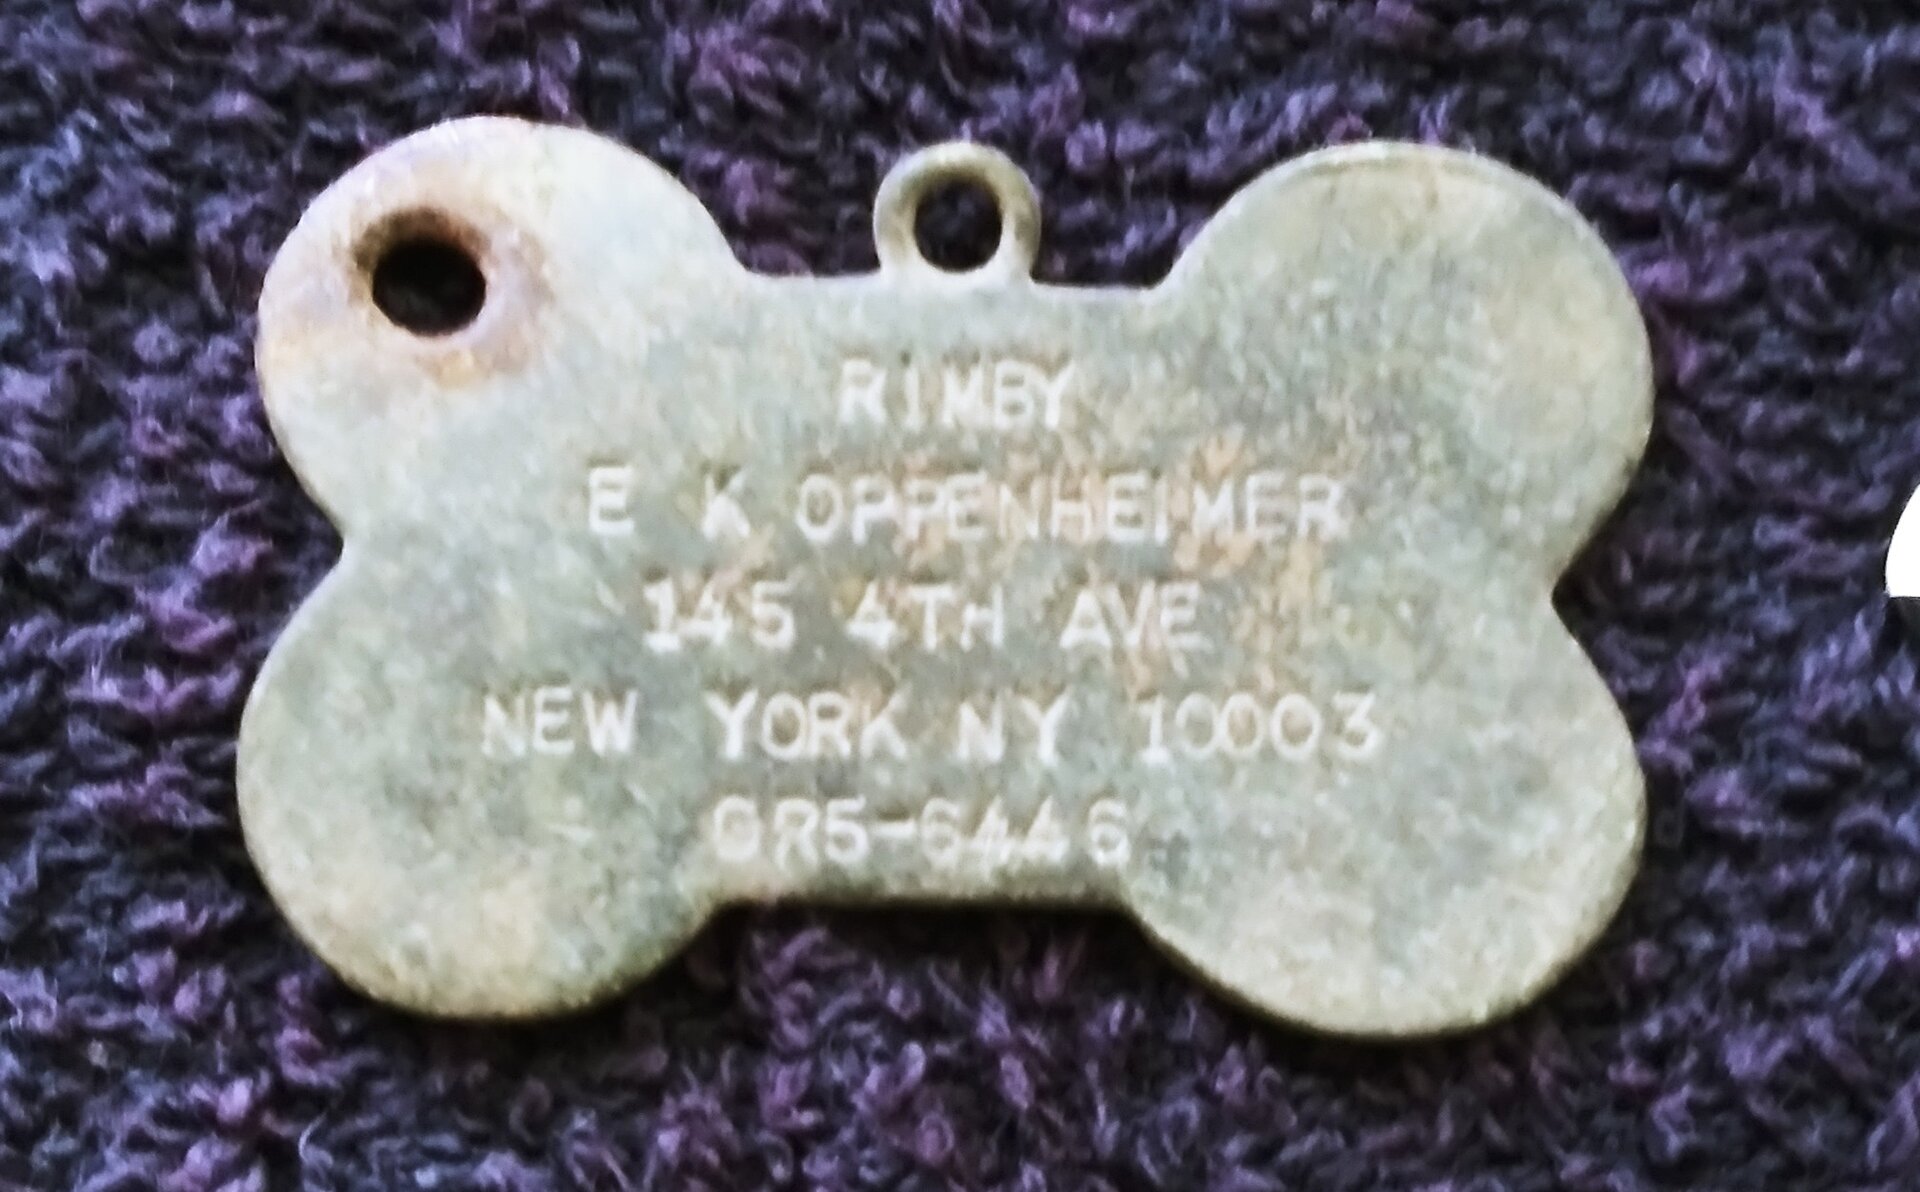 RIMBY
E K OPPENHEIMER
145 4TH AVE
NEW YORK NY 10003
GR5-6446